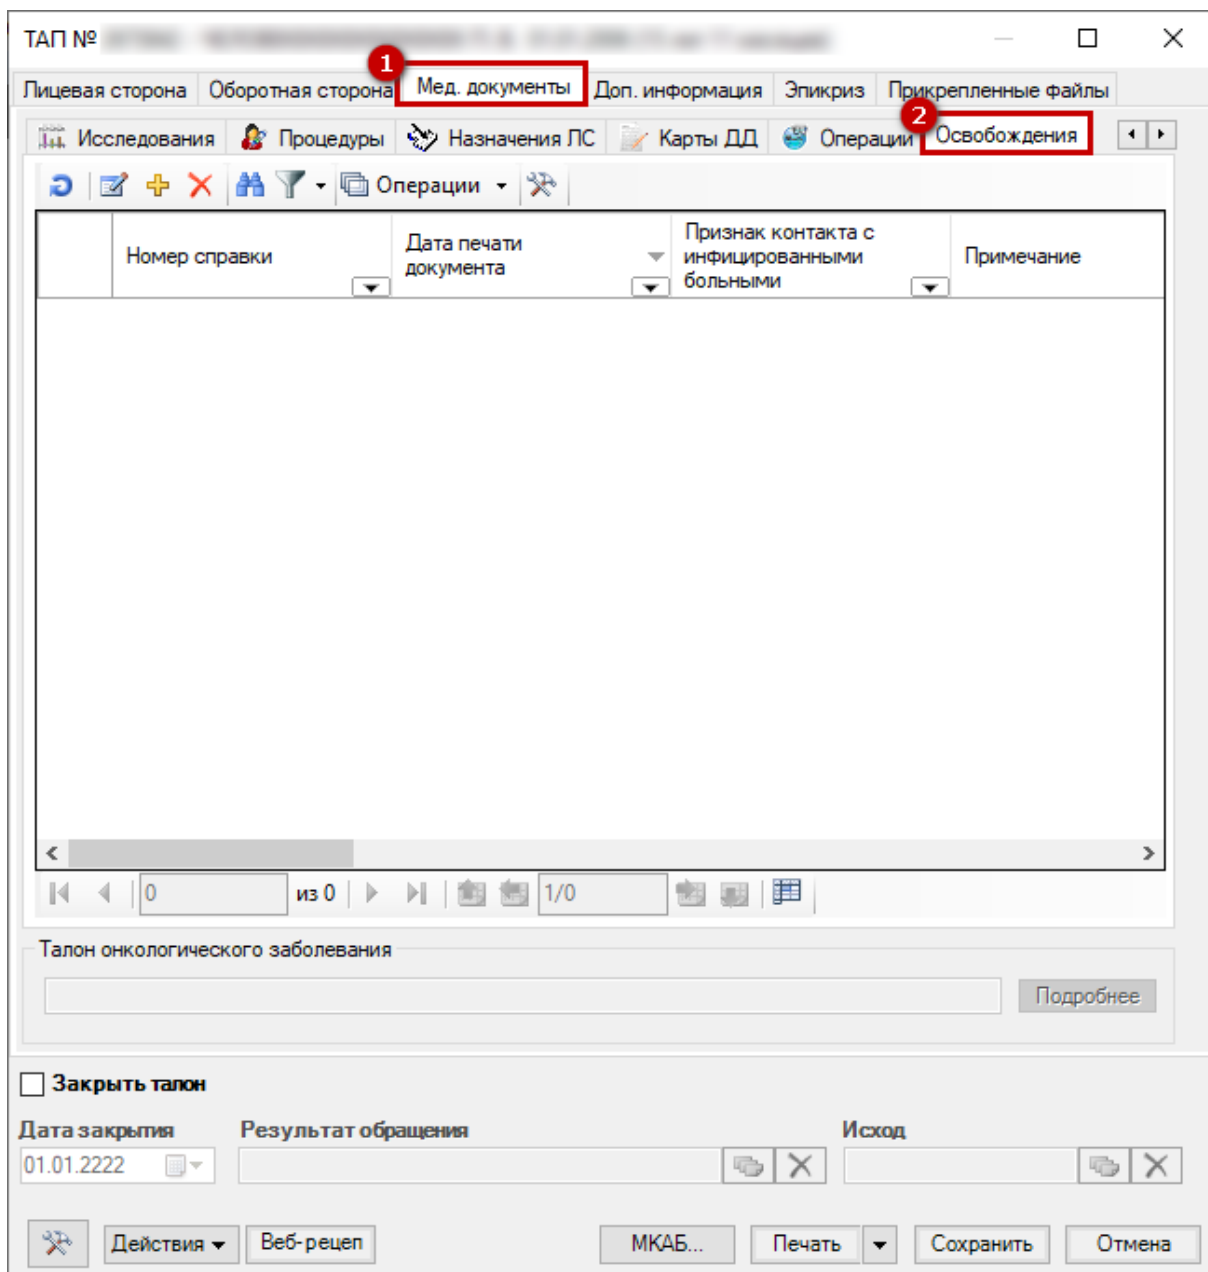 ТАП №
1
Лицевая сторона Оборотная сторона Мед. документы Доп. информация Эпикриз Прикрепленные файлы
2
Исследования Процедуры Назначения ЛС Карты ДД Операции Освобождения
Операции
Номер справки
Дата печати
документа
Признак контакта с
инфицированными
больными
Примечание
0 из 0 1/0
Талон онкологического заболевания
Подробнее
Закрыть талон
Дата закрытия Результат обращения Исход
01.01.2222
Действия Веб-рецеп МКАБ... Печать Сохранить Отмена